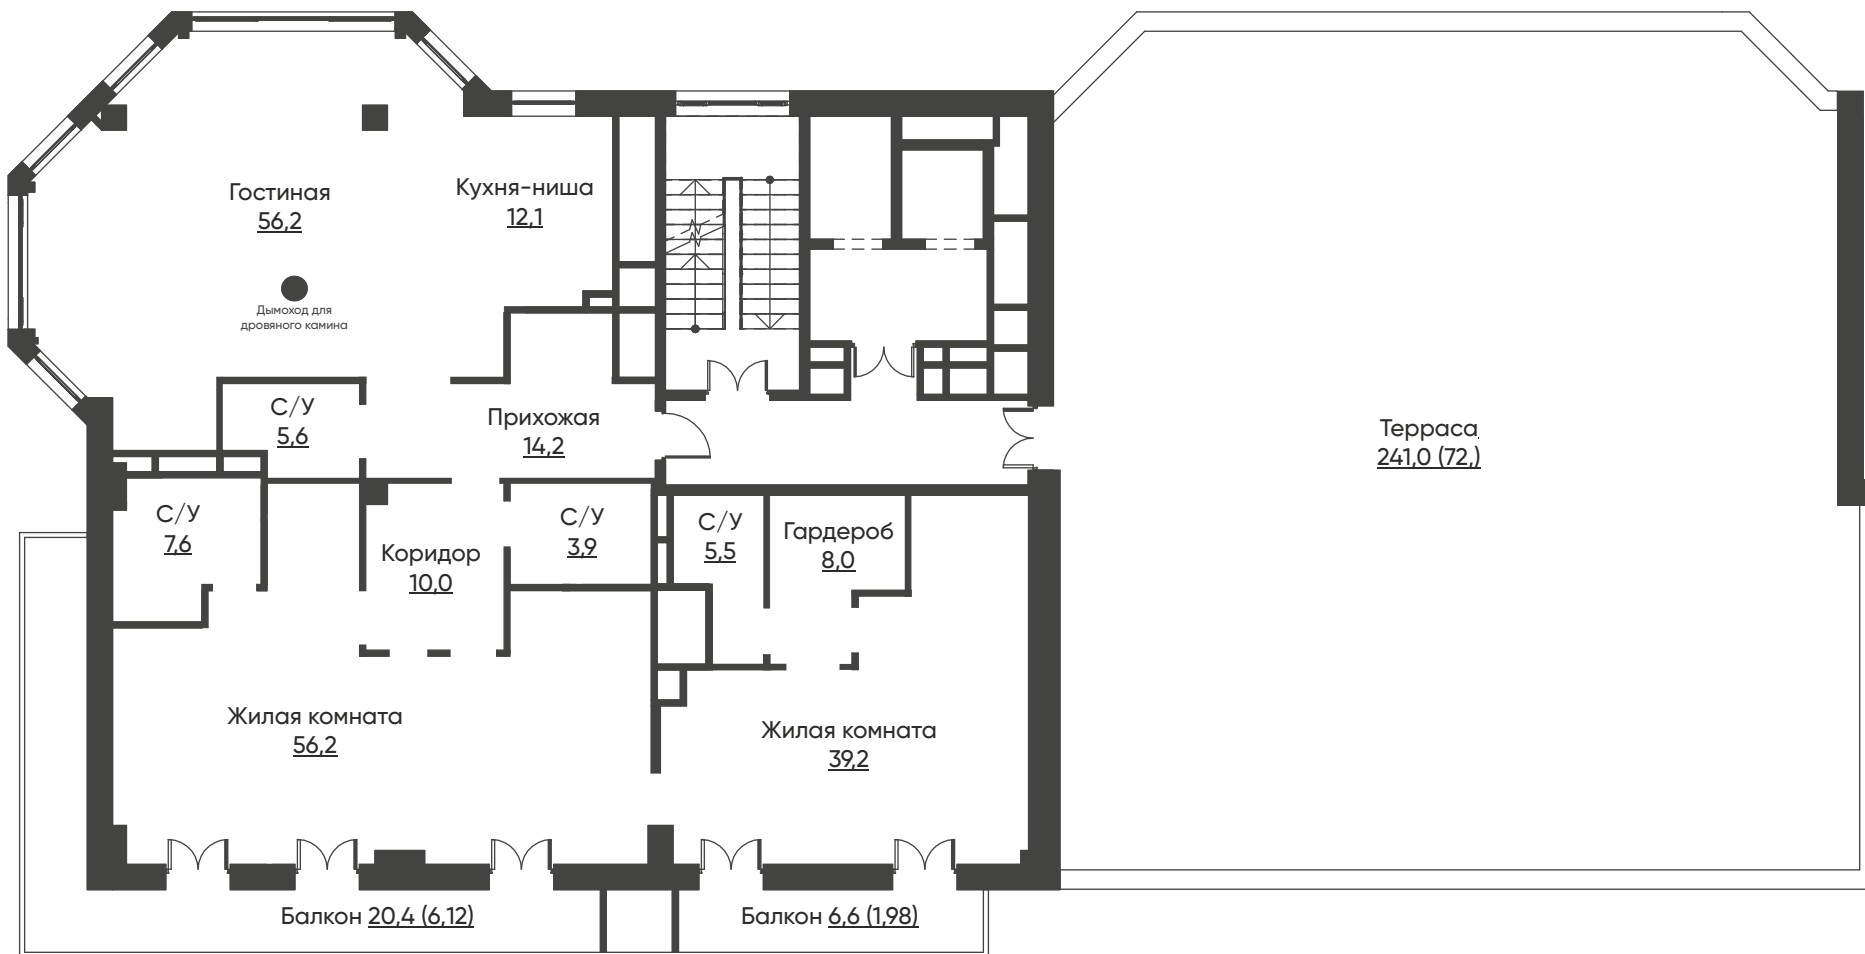 Гостиная
56,2
Кухня-ниша
12,1
Дымоход для
дровяного камина
С/У
5,6
Прихожая
14,2
Терраса
241,0 (72,)
С/У
7,6
Коридор
10,0
С/У
3,9
С/У
5,5
Гардероб
8,0
Жилая комната
56,2
Жилая комната
39,2
Балкон 20,4 (6,12)
Балкон 6,6 (1,98)